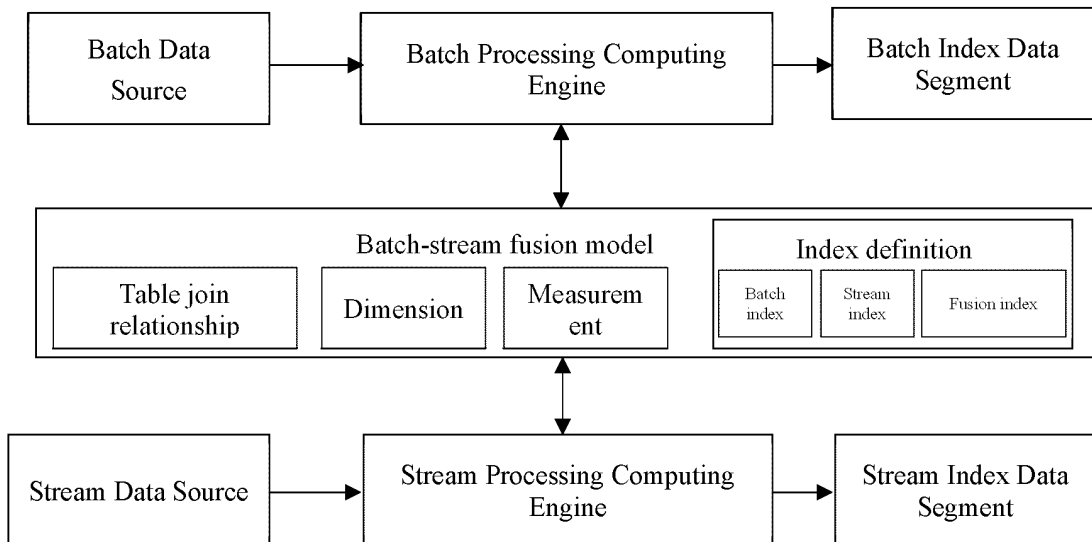 Batch Data
Source
Batch Processing Computing
Engine
Batch Index Data
Segment
Batch-stream fusion model
Table join
relationship
Dimension
Measurem
ent
Index definition
Batch
index
Stream
index
Fusion index
Stream Data Source
Stream Processing Computing
Engine
Stream Index Data
Segment